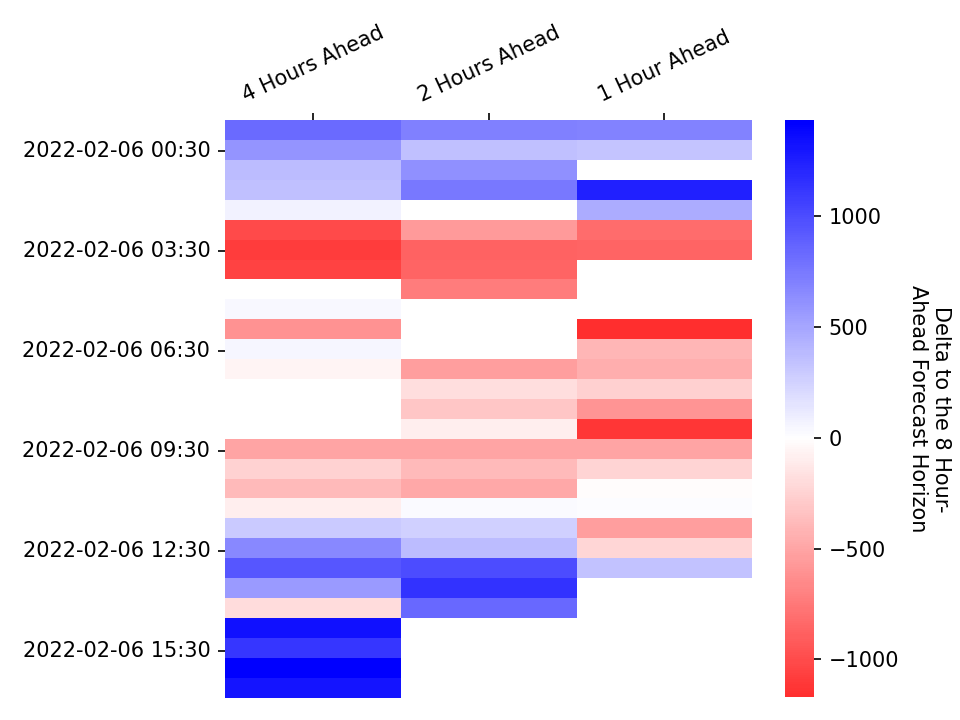 4 Hours Ahead
2 Hours Ahead
1 Hour Ahead
2022-02-06 00:30
2022-02-06 03:30
2022-02-06 06:30
2022-02-06 09:30
2022-02-06 12:30
2022-02-06 15:30
1000
500
0
−500
−1000
Delta to the 8 Hour-
Ahead Forecast Horizon